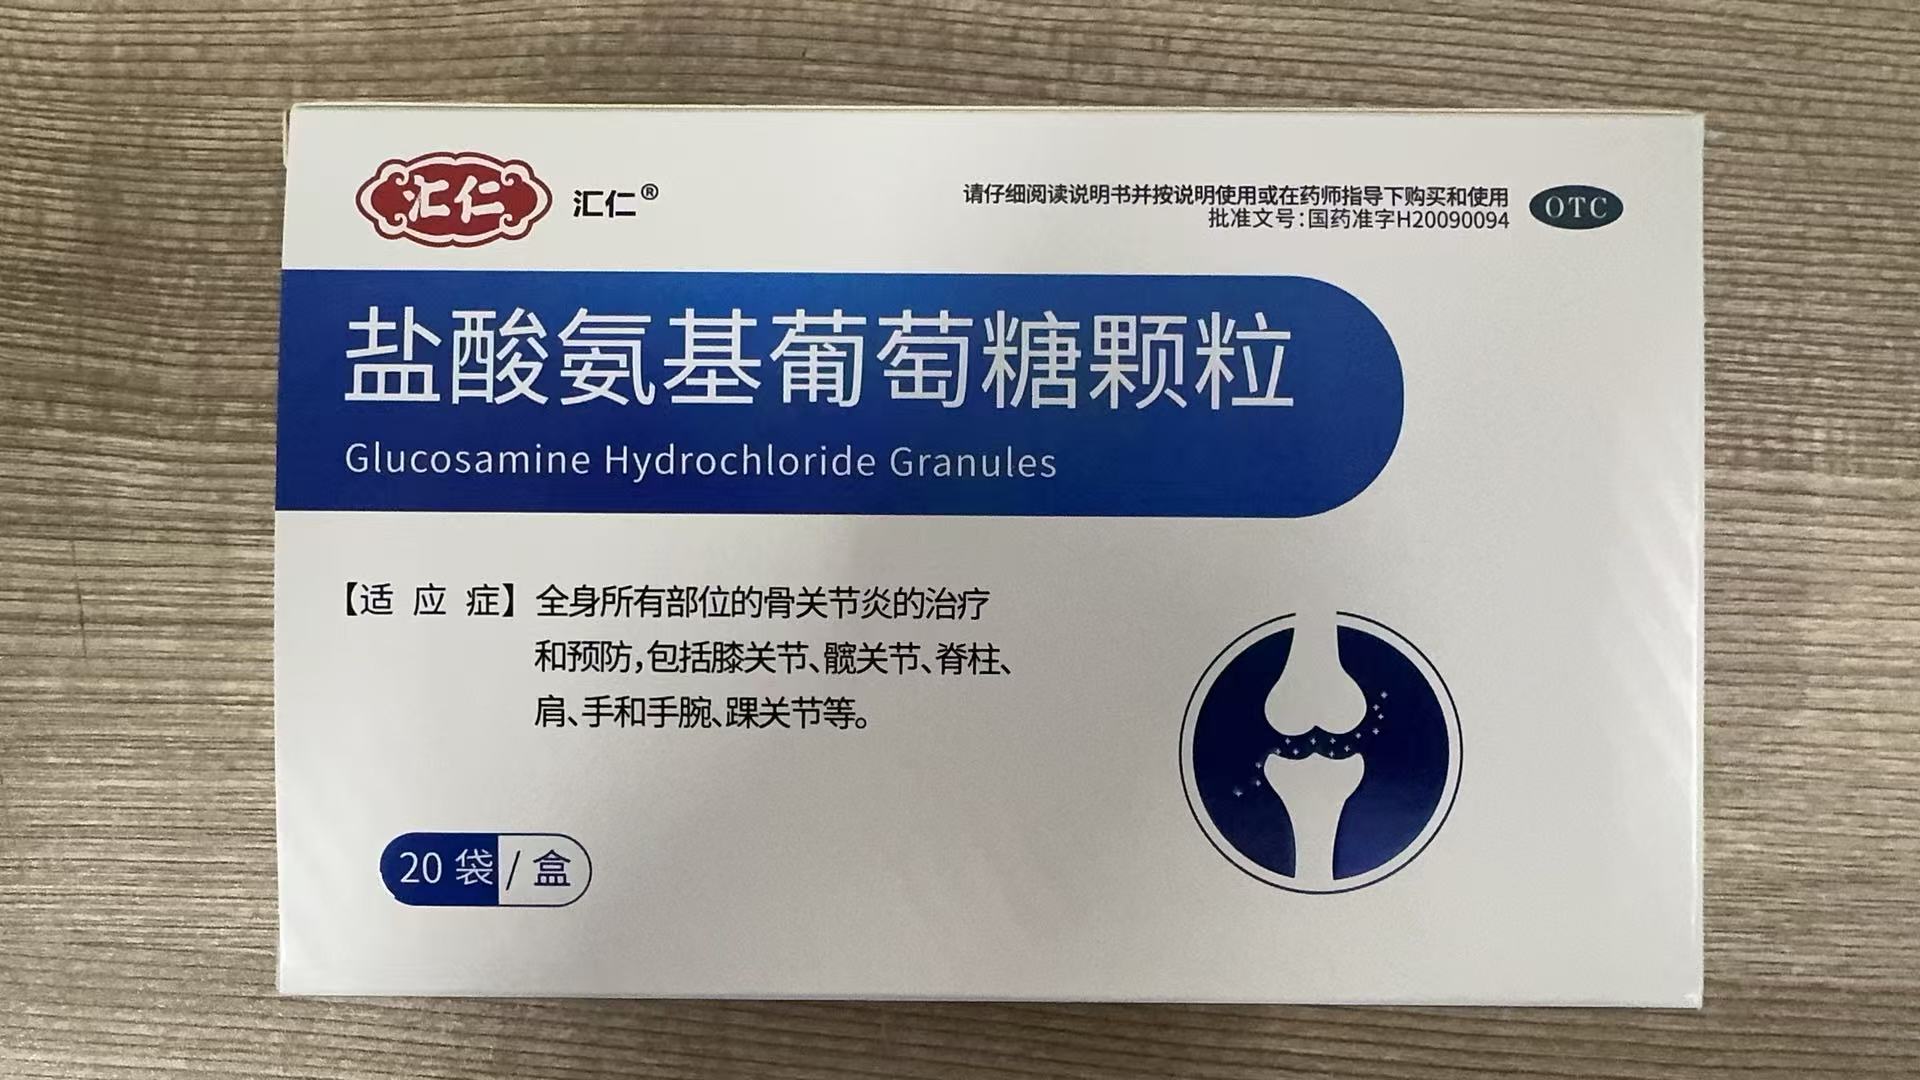 汇仁
汇仁®
请仔细阅读说明书并按说明使用或在药师指导下购买和使用
批准文号：国药准字H20090094
OTC
盐酸氨基葡萄糖颗粒
Glucosamine Hydrochloride Granules
【适 应 症】全身所有部位的骨关节炎的治疗
和预防，包括膝关节、髋关节、脊柱、
肩、手和手腕、踝关节等。
20 袋/盒